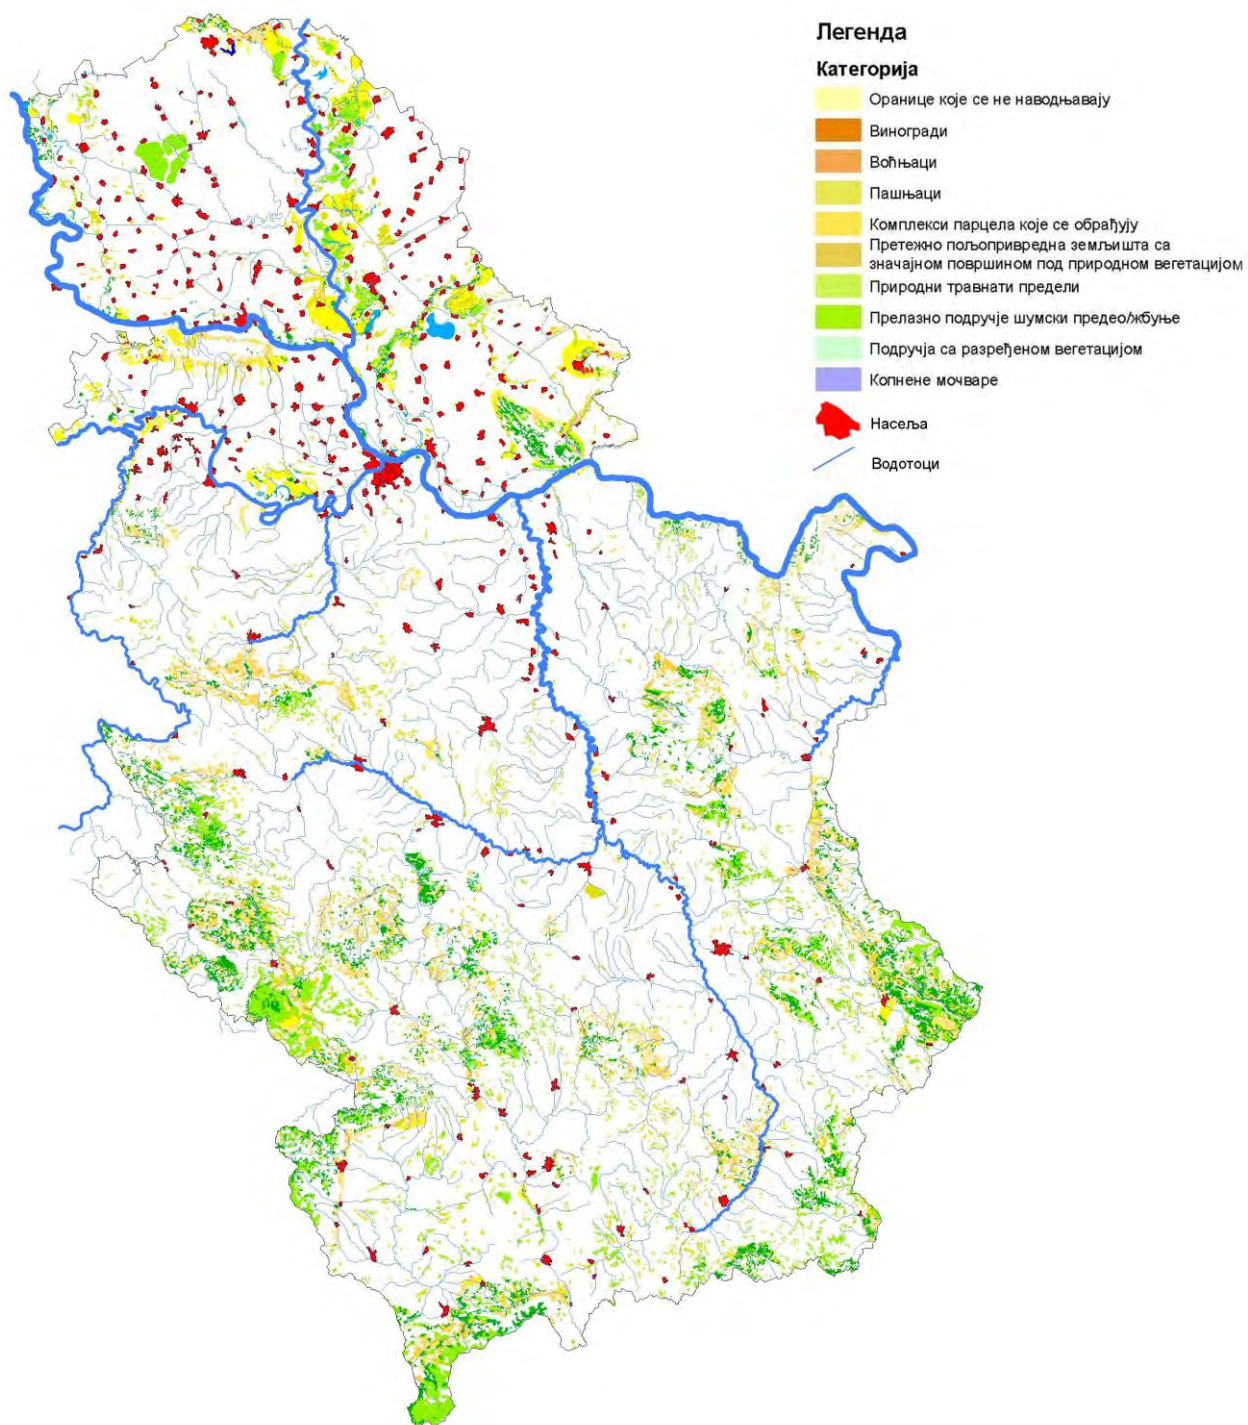 Легенда
Категорија
Оранице које се не наводњавају
Виногради
Воћњаци
Пашњаци
Комплекси парцела које се обрађују
Претежно пољопривредна земљишта са
значајном површином под природном вегетацијом
Природни травнати предели
Прелазно подручје шумски предео/жбуње
Подручја са разређеном вегетацијом
Копнене мочваре
Насеља
Водотоци